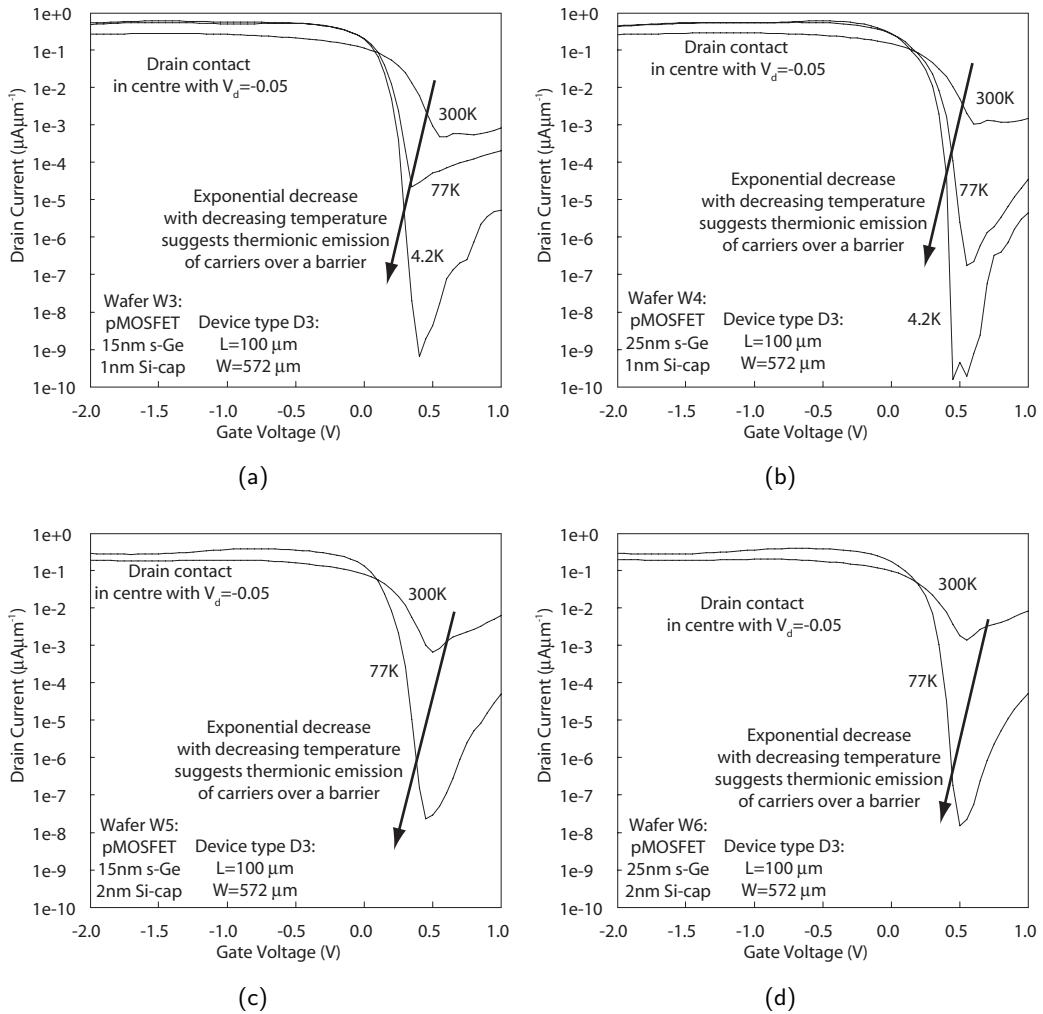 1e+0
1e-1
1e-2
1e-3
1e-4
1e-5
1e-6
1e-7
1e-8
1e-9
1e-10
Drain Current (μAμm⁻¹)
Drain contact
in centre with Vd=-0.05
300K
77K
4.2K
Exponential decrease
with decreasing temperature
suggests thermionic emission
of carriers over a barrier
Wafer W3:
pMOSFET
15nm s-Ge
1nm Si-cap
Device type D3:
L=100 μm
W=572 μm
-2.0 -1.5 -1.0 -0.5 0.0 0.5 1.0
Gate Voltage (V)
(a)
1e+0
1e-1
1e-2
1e-3
1e-4
1e-5
1e-6
1e-7
1e-8
1e-9
1e-10
Drain Current (μAμm⁻¹)
Drain contact
in centre with Vd=-0.05
300K
77K
4.2K
Exponential decrease
with decreasing temperature
suggests thermionic emission
of carriers over a barrier
Wafer W4:
pMOSFET
25nm s-Ge
1nm Si-cap
Device type D3:
L=100 μm
W=572 μm
-2.0 -1.5 -1.0 -0.5 0.0 0.5 1.0
Gate Voltage (V)
(b)
1e+0
1e-1
1e-2
1e-3
1e-4
1e-5
1e-6
1e-7
1e-8
1e-9
1e-10
Drain Current (μAμm⁻¹)
Drain contact
in centre with Vd=-0.05
300K
77K
Exponential decrease
with decreasing temperature
suggests thermionic emission
of carriers over a barrier
Wafer W5:
pMOSFET
15nm s-Ge
2nm Si-cap
Device type D3:
L=100 μm
W=572 μm
-2.0 -1.5 -1.0 -0.5 0.0 0.5 1.0
Gate Voltage (V)
(c)
1e+0
1e-1
1e-2
1e-3
1e-4
1e-5
1e-6
1e-7
1e-8
1e-9
1e-10
Drain Current (μAμm⁻¹)
300K
Drain contact
in centre with Vd=-0.05
77K
Exponential decrease
with decreasing temperature
suggests thermionic emission
of carriers over a barrier
Wafer W6:
pMOSFET
25nm s-Ge
2nm Si-cap
Device type D3:
L=100 μm
W=572 μm
-2.0 -1.5 -1.0 -0.5 0.0 0.5 1.0
Gate Voltage (V)
(d)